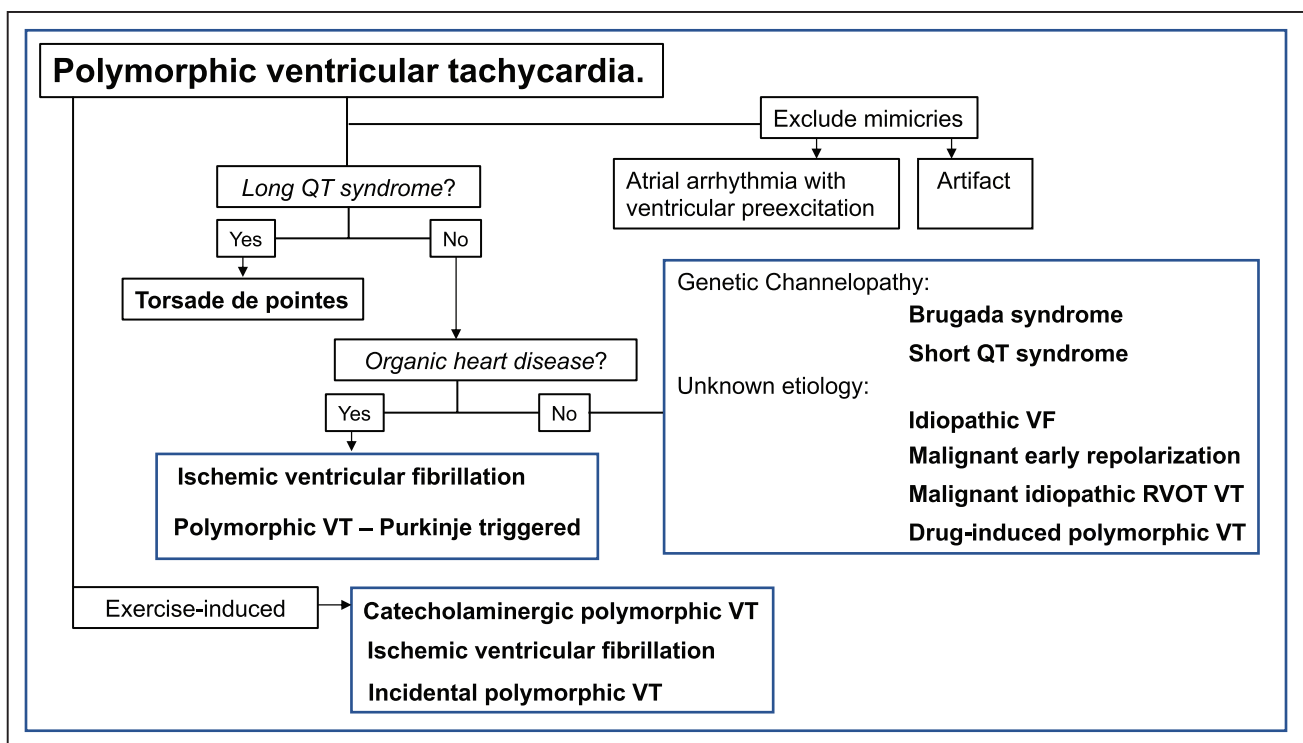 Polymorphic ventricular tachycardia.
Exclude mimicries
Atrial arrhythmia with
ventricular preexcitation
Artifact
Long QT syndrome?
Yes
No
Torsade de pointes
Organic heart disease?
Yes
No
Genetic Channelopathy:
Brugada syndrome
Short QT syndrome
Unknown etiology:
Idiopathic VF
Malignant early repolarization
Malignant idiopathic RVOT VT
Drug-induced polymorphic VT
Ischemic ventricular fibrillation
Polymorphic VT – Purkinje triggered
Exercise-induced
Catecholaminergic polymorphic VT
Ischemic ventricular fibrillation
Incidental polymorphic VT